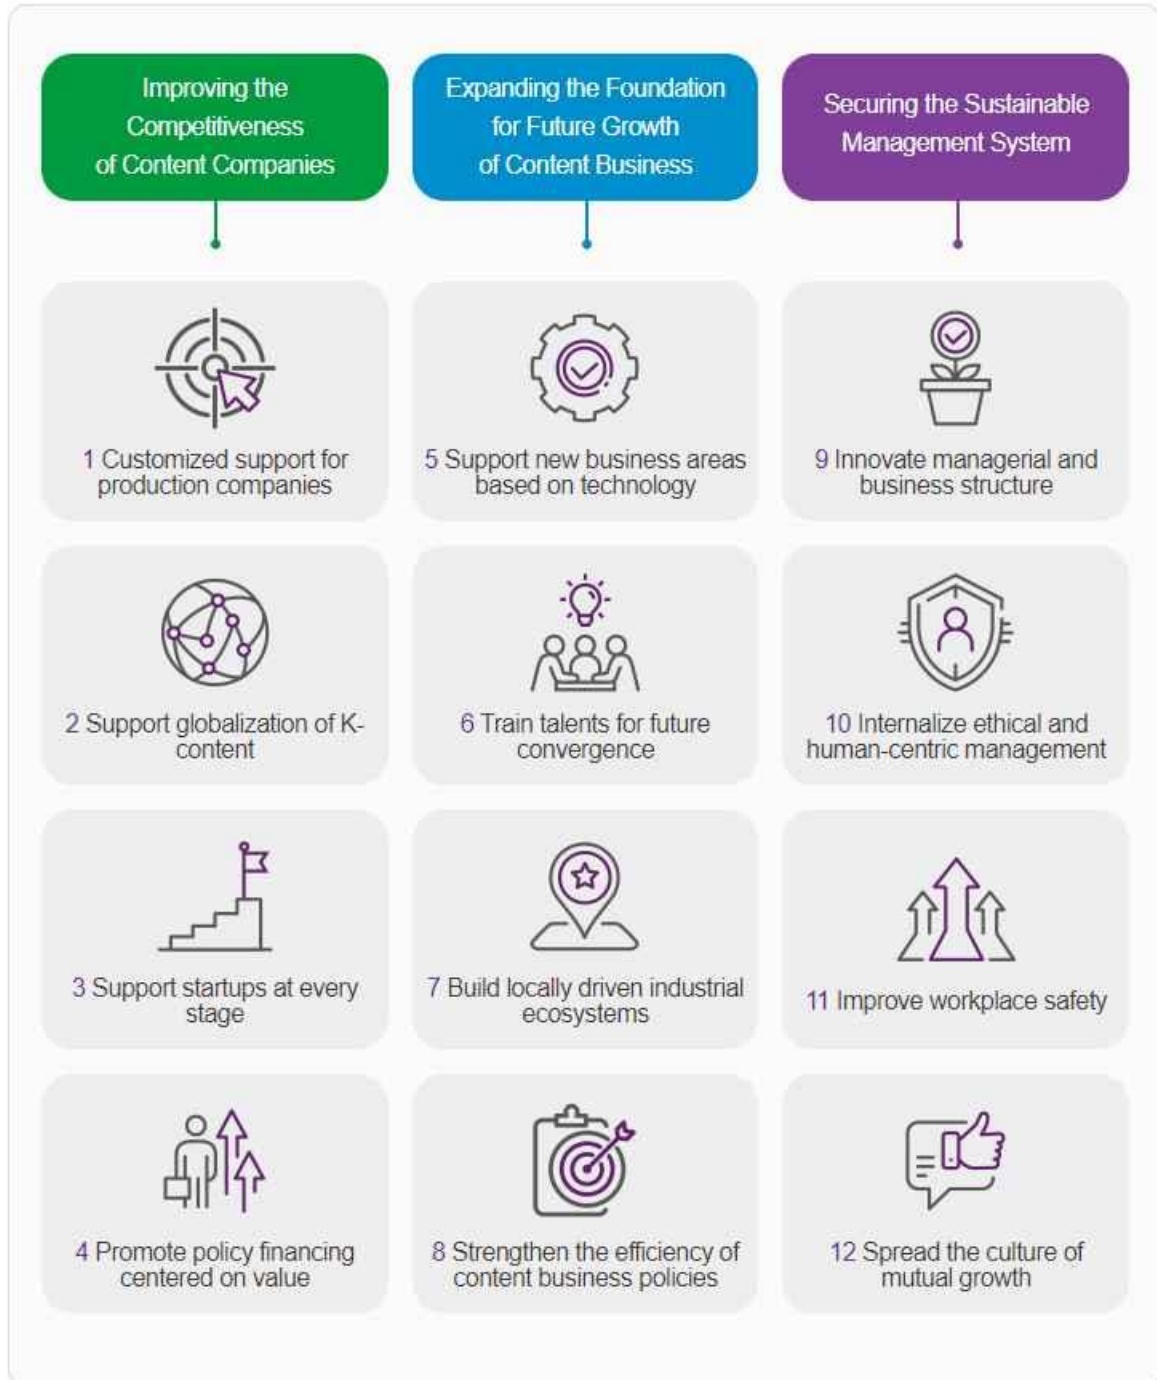 Improving the
Competitiveness
of Content Companies
Expanding the Foundation
for Future Growth
of Content Business
Securing the Sustainable
Management System
1 Customized support for
production companies
5 Support new business areas
based on technology
9 Innovate managerial and
business structure
2 Support globalization of K-
content
6 Train talents for future
convergence
10 Internalize ethical and
human-centric management
3 Support startups at every
stage
7 Build locally driven industrial
ecosystems
11 Improve workplace safety
4 Promote policy financing
centered on value
8 Strengthen the efficiency of
content business policies
12 Spread the culture of
mutual growth